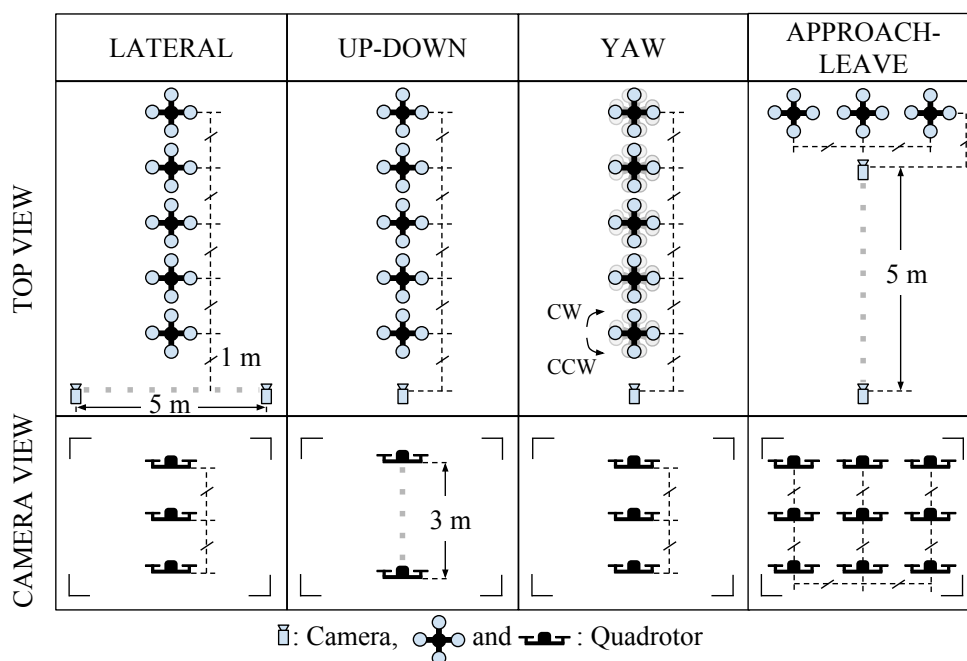 LATERAL
UP-DOWN
YAW
APPROACH-
LEAVE
TOP VIEW
1 m
5 m
CW
CCW
5 m
CAMERA VIEW
3 m
: Camera, and : Quadrotor